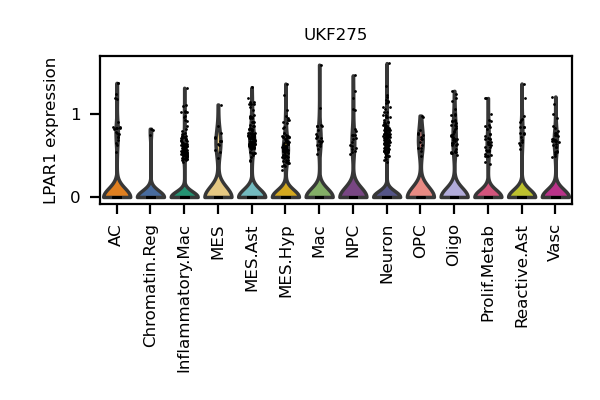 UKF275
LPAR1 expression
1
0
AC
Chromatin.Reg
Inflammatory.Mac
MES
MES.Ast
MES.Hyp
Mac
NPC
Neuron
OPC
Oligo
Prolif.Metab
Reactive.Ast
Vasc